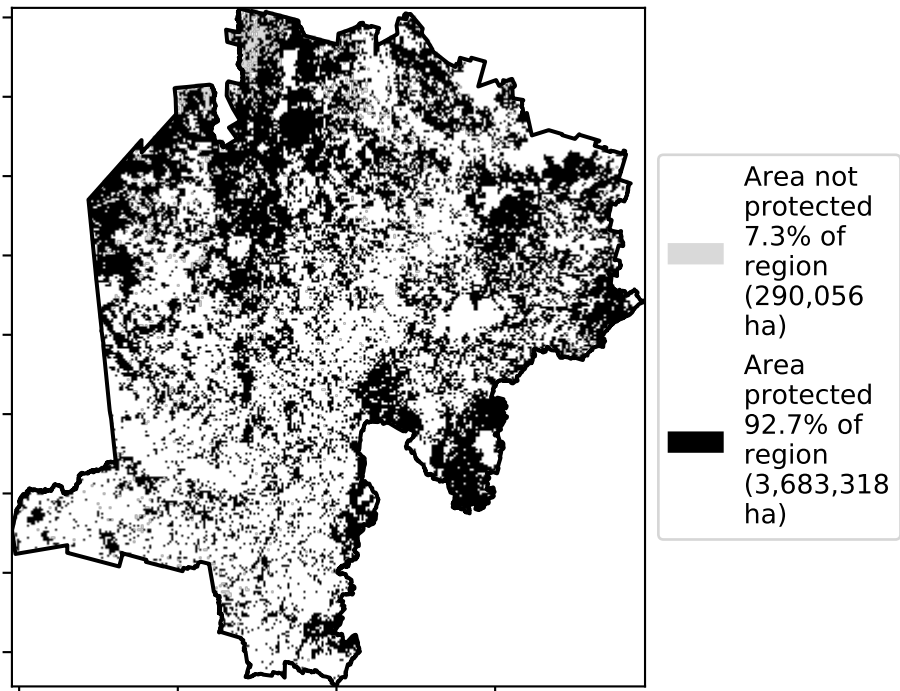 Area not
protected
7.3% of
region
(290,056
ha)
Area
protected
92.7% of
region
(3,683,318
ha)